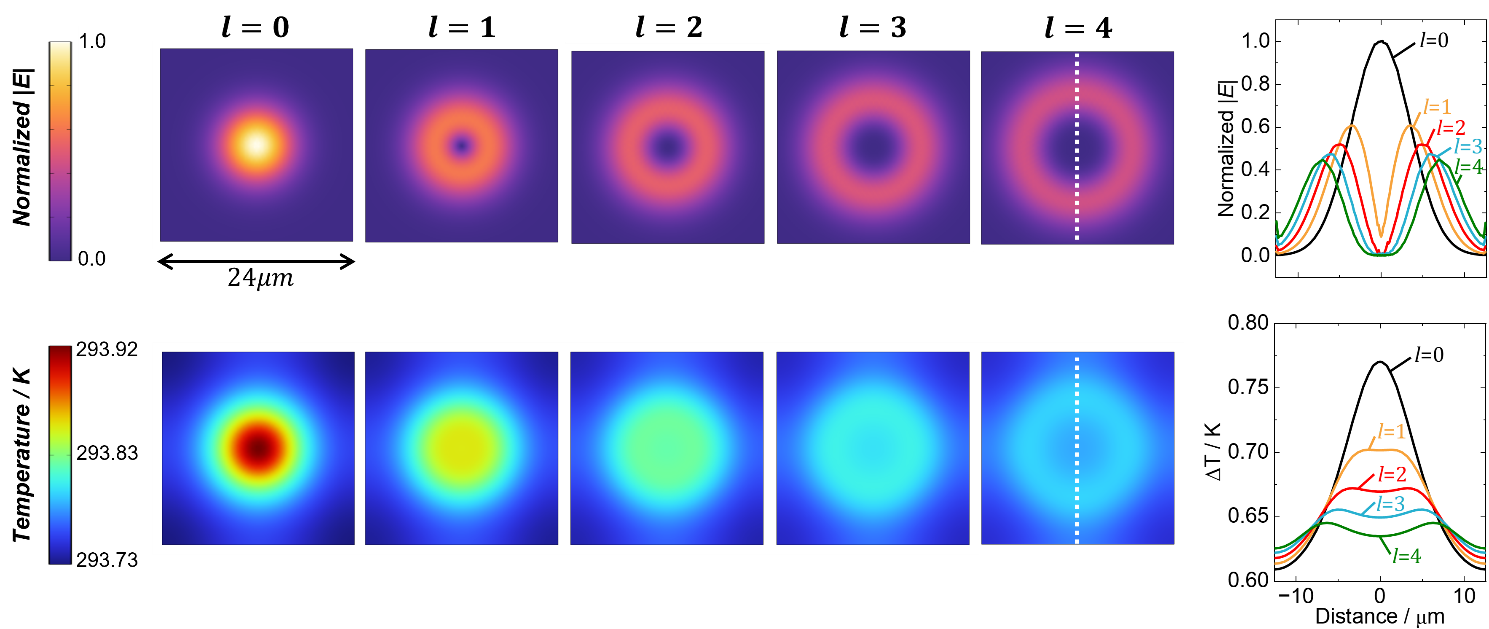 l = 0
l = 1
l = 2
l = 3
l = 4
Normalized |E|
1.0
0.0
24μm
Normalized |E|
1.0
0.8
0.6
0.4
0.2
0.0
l=0
l=1
l=2
l=3
l=4
Temperature / K
293.92
293.83
293.73
ΔT / K
0.80
0.75
0.70
0.65
0.60
l=0
l=1
l=2
l=3
l=4
−10 0 10
Distance / μm